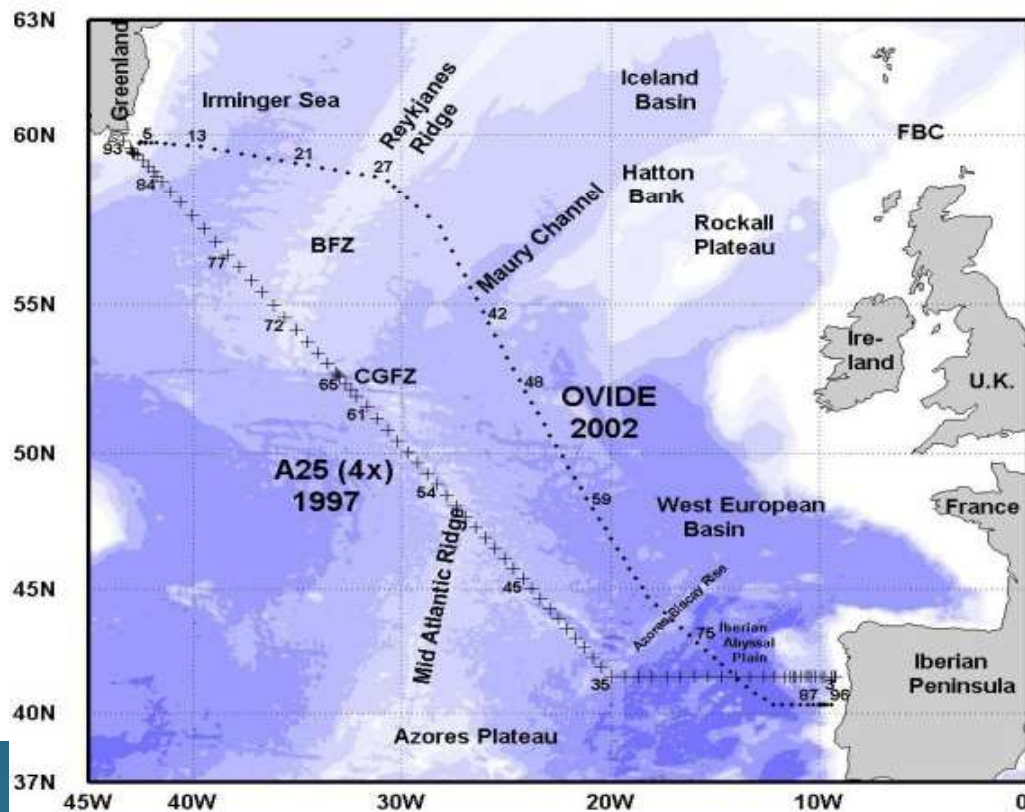 63N
Greenland
Irminger Sea
Reykjanes
Ridge
Iceland
Basin
60N
93
5
13
21
27
FBC
84
Hatton
Bank
Rockall
Plateau
BFZ
Maury Channel
77
55N
72
42
Ire-
land
CGFZ
65
48
U.K.
61
OVIDE
2002
50N
A25 (4x)
1997
54
59
West European
Basin
France
Mid Atlantic Ridge
45N
45
Azores-Biscay Rise
75
Iberian
Abyssal
Plain
35
3
87
96
Iberian
Peninsula
40N
Azores Plateau
37N
45W
40W
30W
20W
10W
0